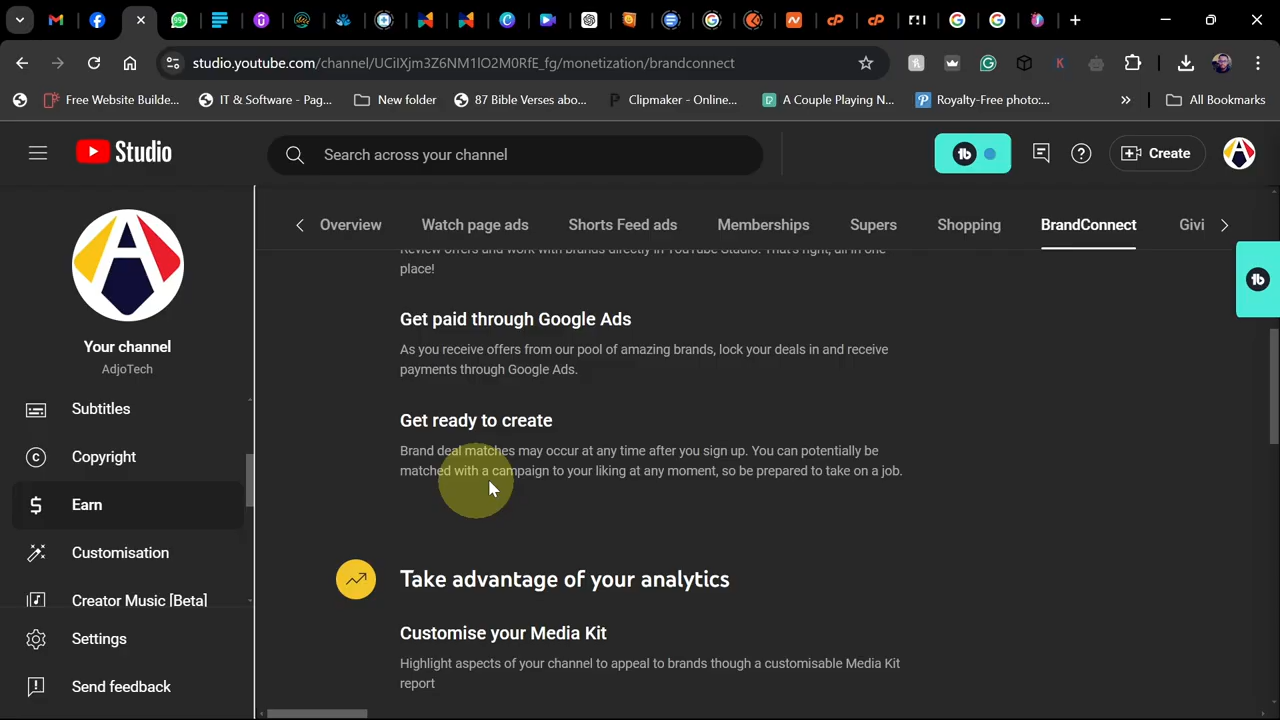 99+
studio.youtube.com/channel/UCilXjm3Z6NM1lO2M0RfE_fg/monetization/brandconnect
Free Website Builde...
IT & Software - Pag...
New folder
87 Bible Verses abo...
Clipmaker - Online...
A Couple Playing N...
Royalty-Free photo:...
»
All Bookmarks
Studio
Search across your channel
Create
Overview
Watch page ads
Shorts Feed ads
Memberships
Supers
Shopping
BrandConnect
Givi
Your channel
AdjoTech
Subtitles
Copyright
Earn
Customisation
Creator Music [Beta]
Settings
Send feedback
Review offers and work with brands directly in YouTube Studio. That's right, all in one
place!
Get paid through Google Ads
As you receive offers from our pool of amazing brands, lock your deals in and receive
payments through Google Ads.
Get ready to create
Brand deal matches may occur at any time after you sign up. You can potentially be
matched with a campaign to your liking at any moment, so be prepared to take on a job.
Take advantage of your analytics
Customise your Media Kit
Highlight aspects of your channel to appeal to brands though a customisable Media Kit
report